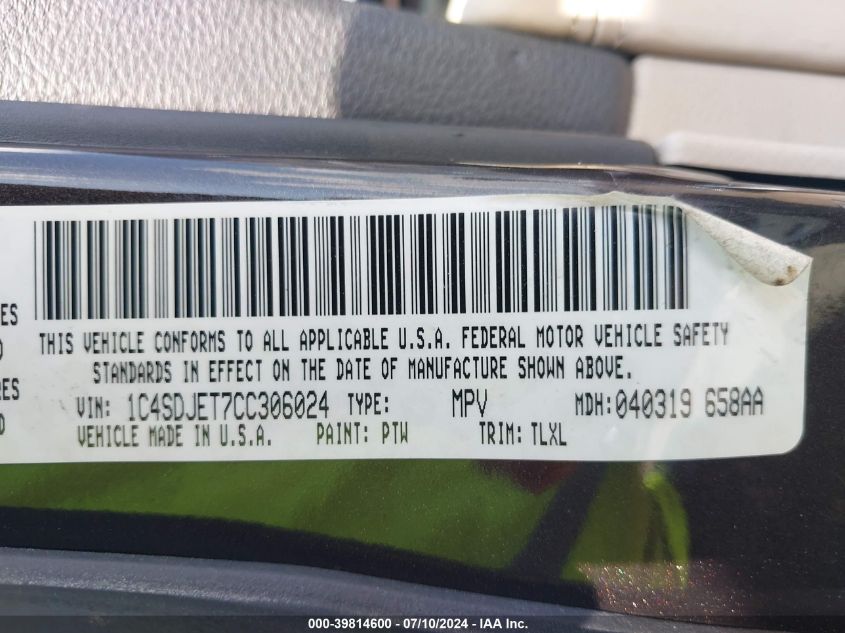 ES
THIS VEHICLE CONFORMS TO ALL APPLICABLE U.S.A. FEDERAL MOTOR VEHICLE SAFETY
STANDARDS IN EFFECT ON THE DATE OF MANUFACTURE SHOWN ABOVE.
RES
VIN: 1C4SDJET7CC306024 TYPE: MPV MDH:040319 658AA
D
VEHICLE MADE IN U.S.A. PAINT: PTW TRIM: TLXL
000-39814600 - 07/10/2024 - IAA Inc.